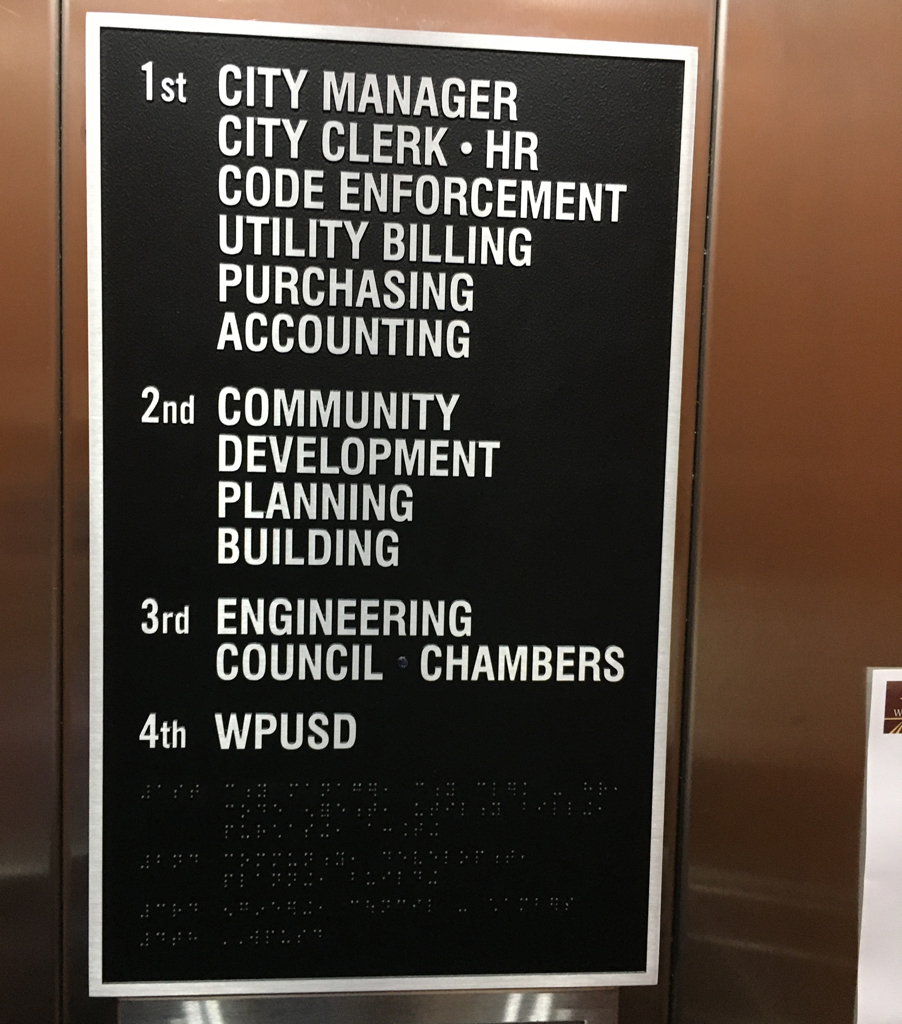 1st CITY MANAGER
CITY CLERK • HR
CODE ENFORCEMENT
UTILITY BILLING
PURCHASING
ACCOUNTING
2nd COMMUNITY
DEVELOPMENT
PLANNING
BUILDING
3rd ENGINEERING
COUNCIL • CHAMBERS
4th WPUSD